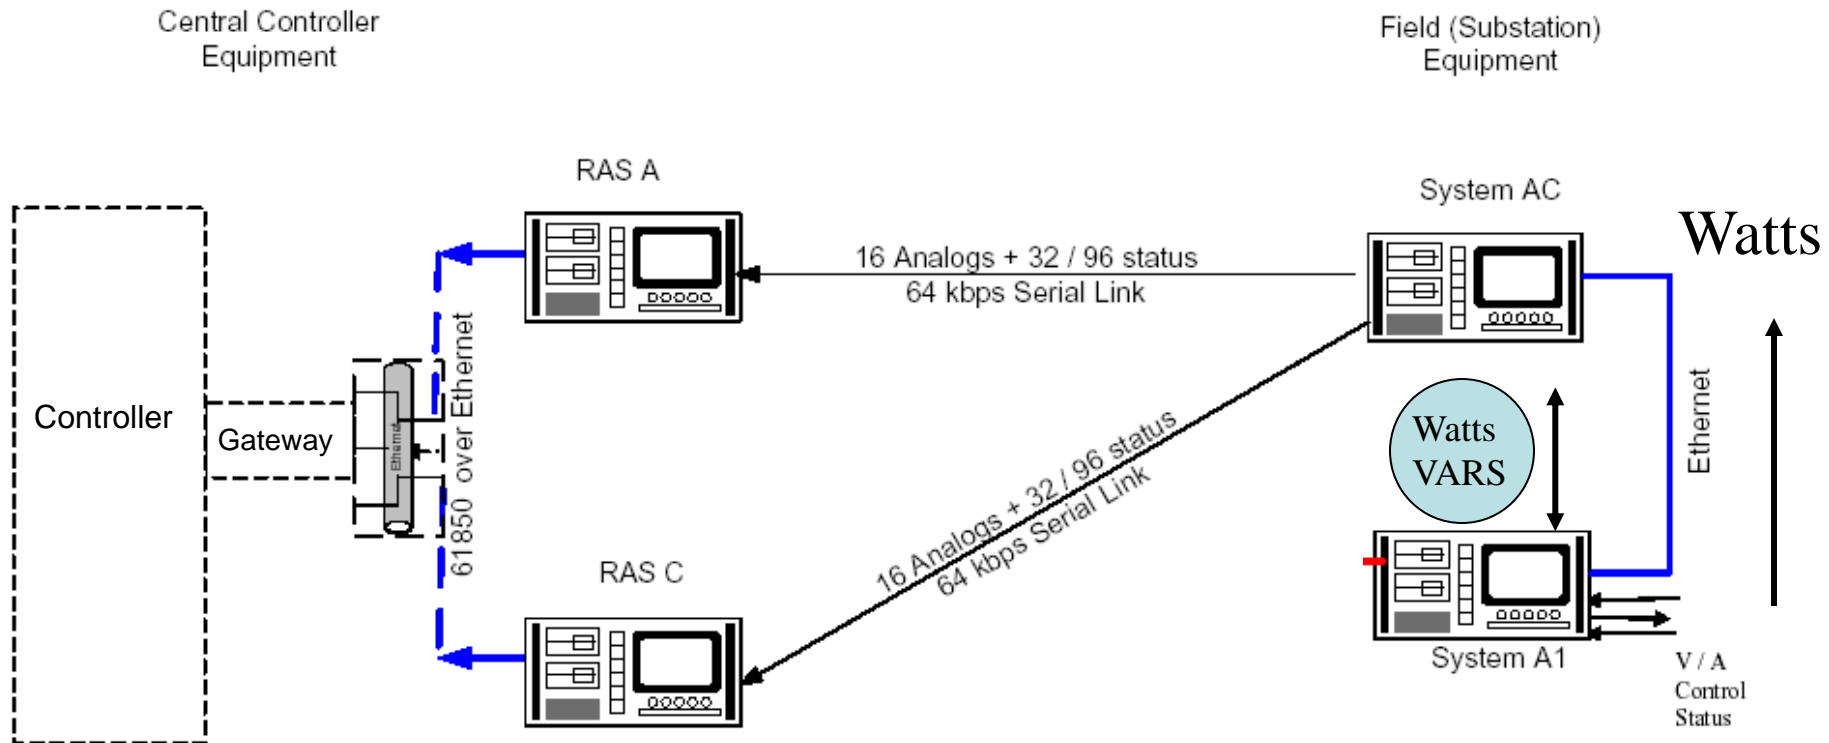 Central Controller
Equipment
Field (Substation)
Equipment
RAS A
System AC
Watts
16 Analogs + 32 / 96 status
64 kbps Serial Link
Controller
Gateway
Ethernet
61850 over Ethernet
16 Analogs + 32 / 96 status
64 kbps Serial Link
Watts
VARS
Ethernet
RAS C
System A1
V / A
Control
Status